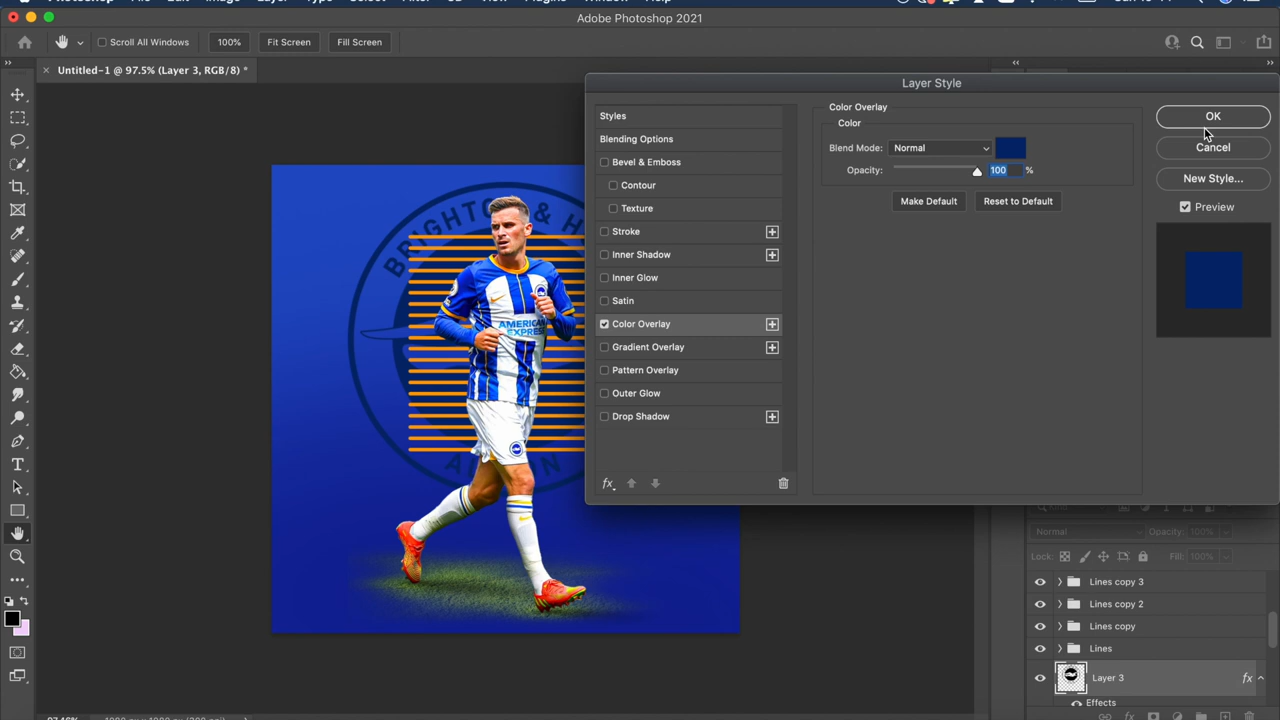 Adobe Photoshop 2021
Scroll All Windows
100%
Fit Screen
Fill Screen
Untitled-1 @ 97.5% (Layer 3, RGB/8) *
Layer Style
Styles
Blending Options
Bevel & Emboss
Contour
Texture
Stroke
Inner Shadow
Inner Glow
Satin
Color Overlay
Gradient Overlay
Pattern Overlay
Outer Glow
Drop Shadow
fx
Color Overlay
Color
Blend Mode: Normal
Opacity: 100 %
Make Default
Reset to Default
OK
Cancel
New Style...
Preview
BRIGHTON & H
AMERICAN
EXPRESS
Normal
Opacity: 100%
Lock:
Fill: 100%
Lines copy 3
Lines copy 2
Lines copy
Lines
Layer 3
fx
Effects